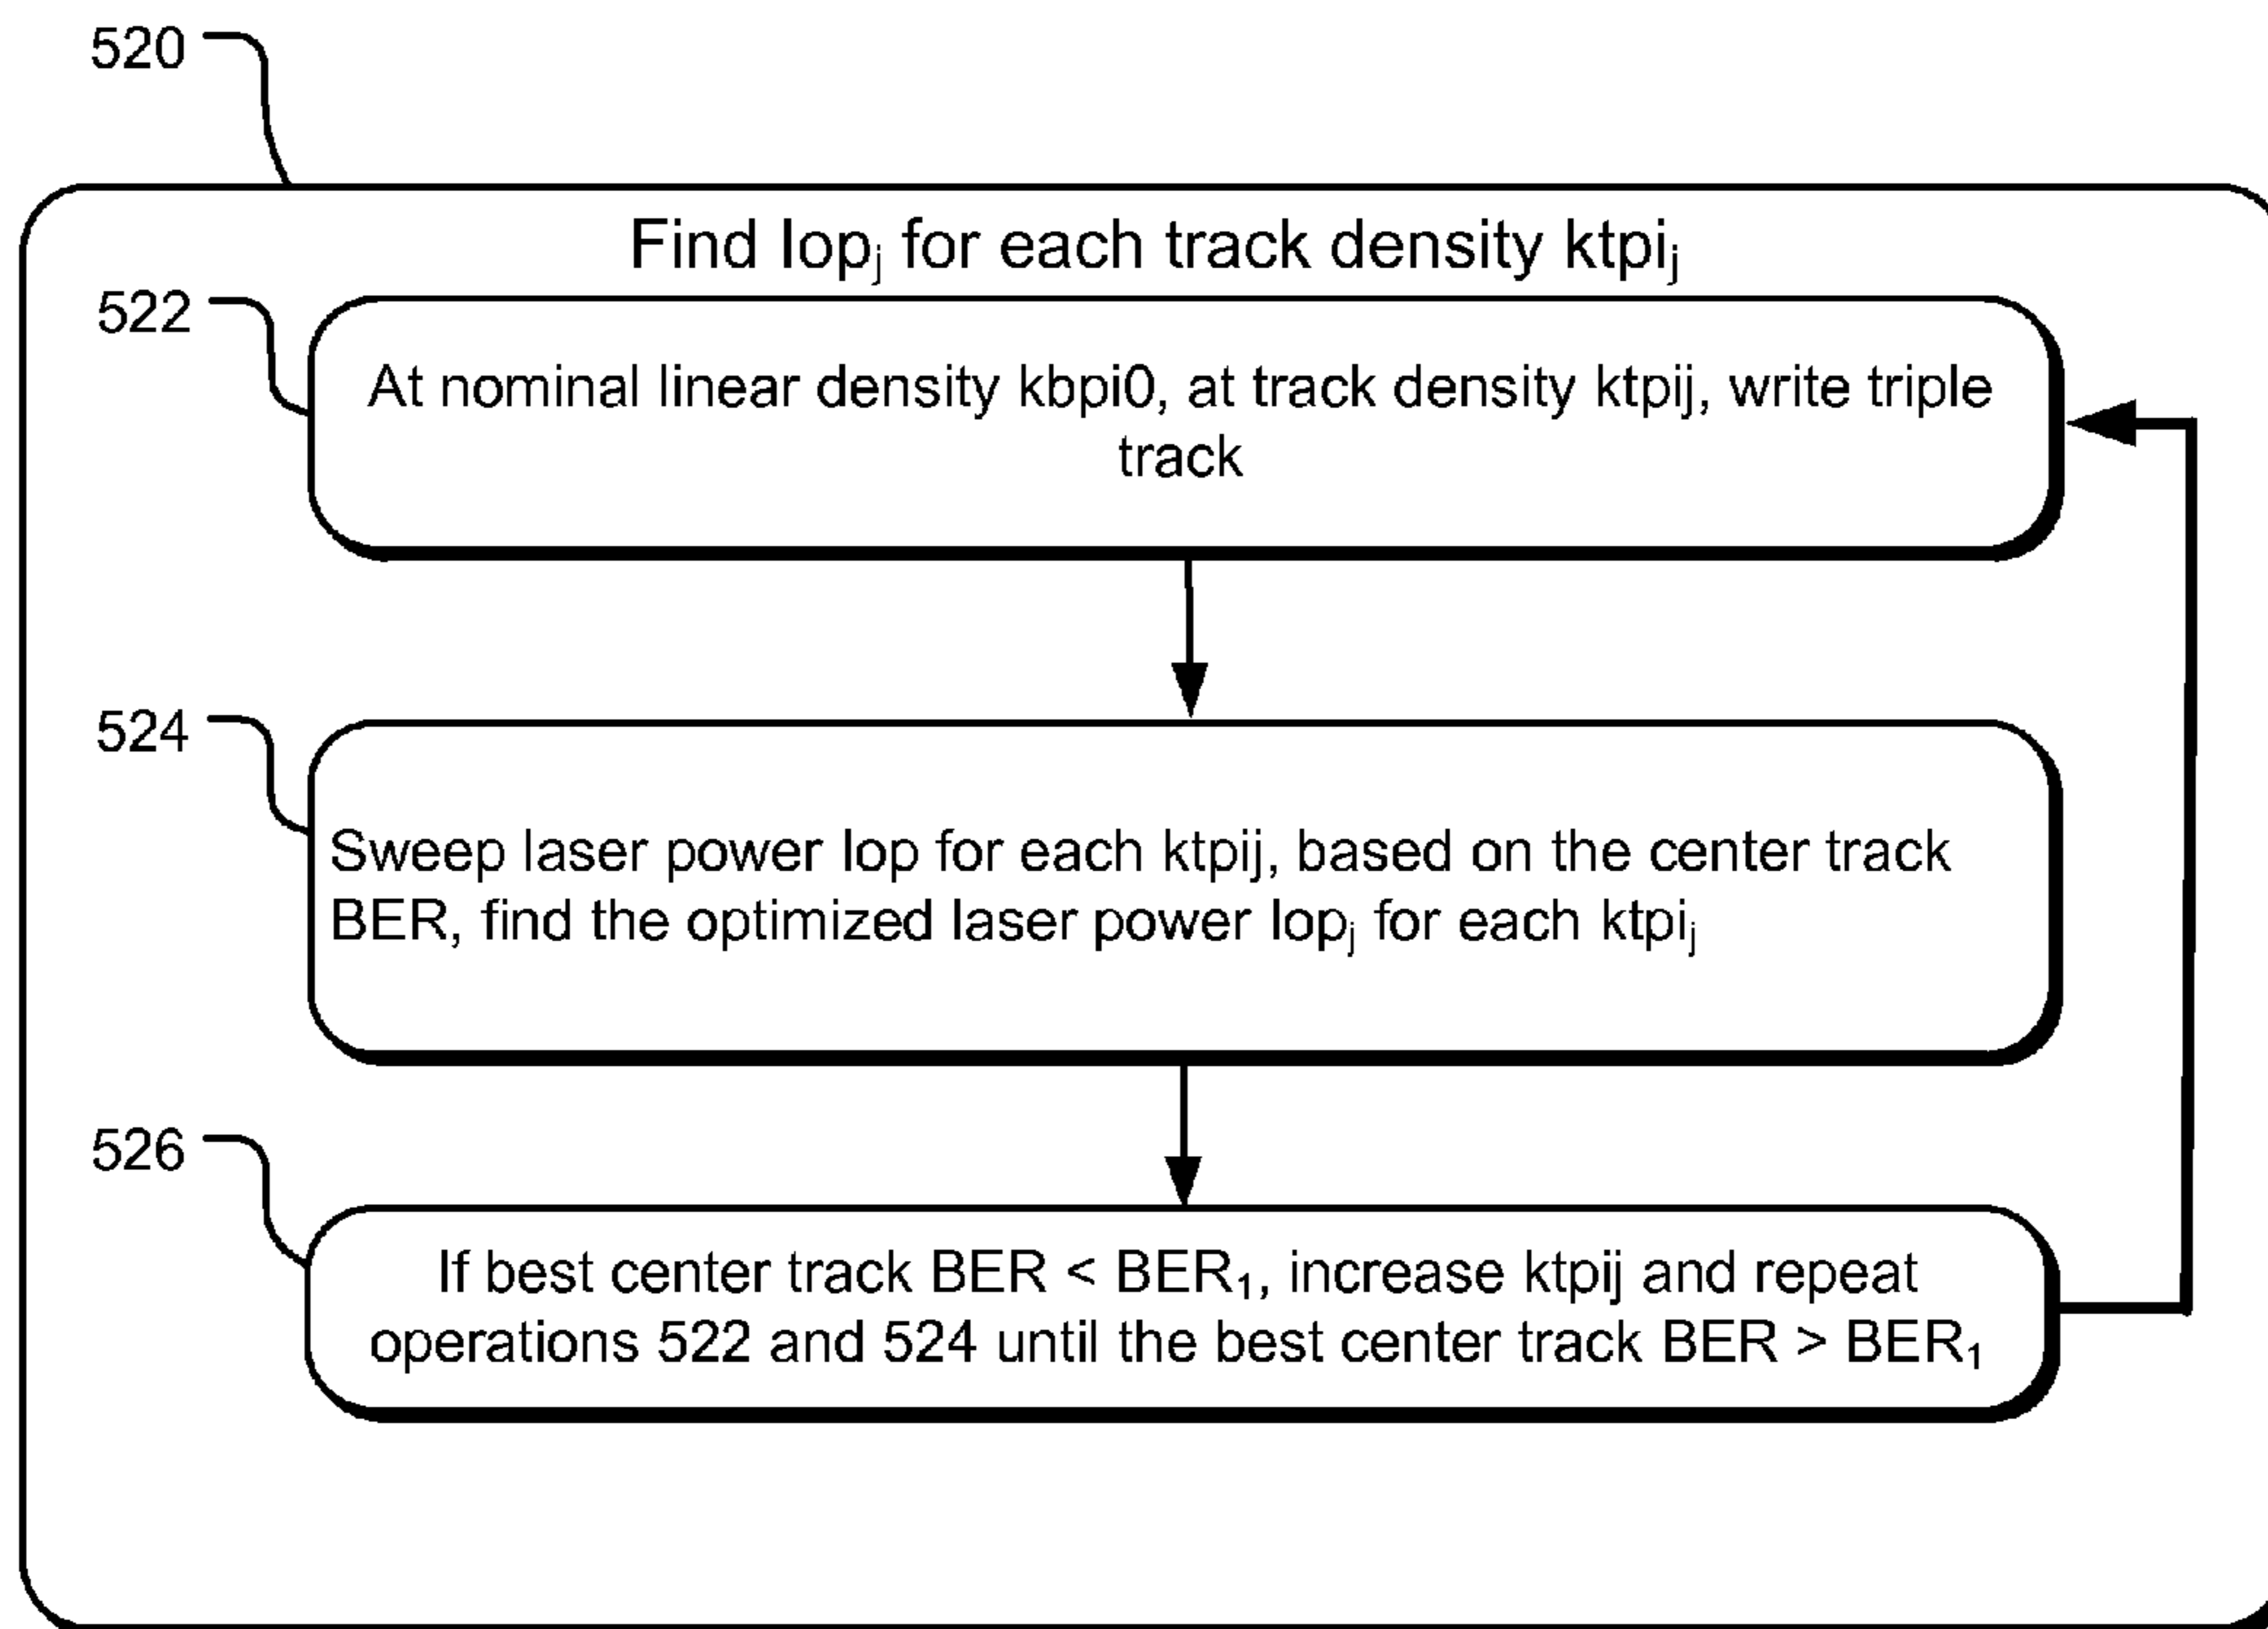 520
Find Iopⱼ for each track density ktpiⱼ
522
At nominal linear density kbpi0, at track density ktpij, write triple
track
524
Sweep laser power Iop for each ktpij, based on the center track
BER, find the optimized laser power Iopⱼ for each ktpiⱼ
526
If best center track BER < BER₁, increase ktpij and repeat
operations 522 and 524 until the best center track BER > BER₁